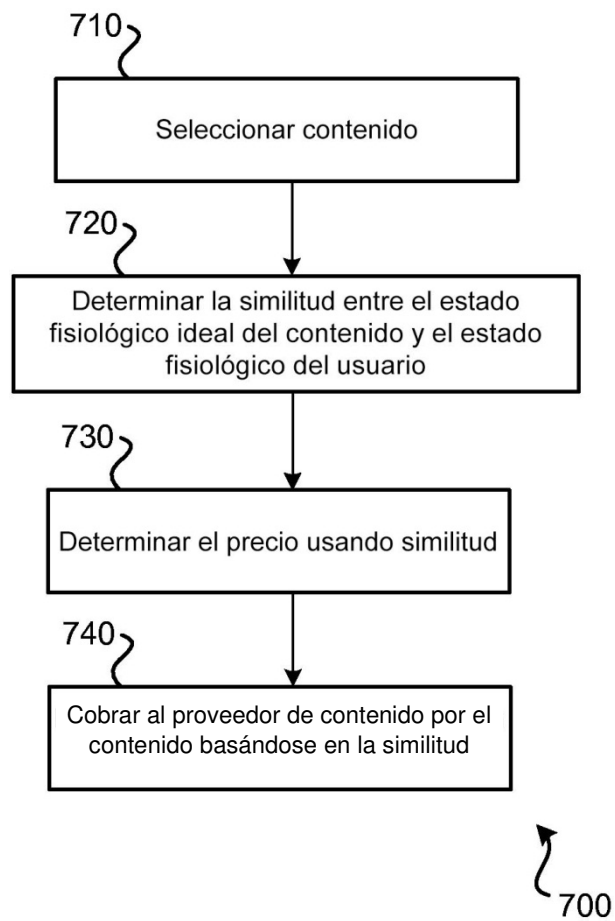 710
Seleccionar contenido
720
Determinar la similitud entre el estado
fisiológico ideal del contenido y el estado
fisiológico del usuario
730
Determinar el precio usando similitud
740
Cobrar al proveedor de contenido por el
contenido basándose en la similitud
700